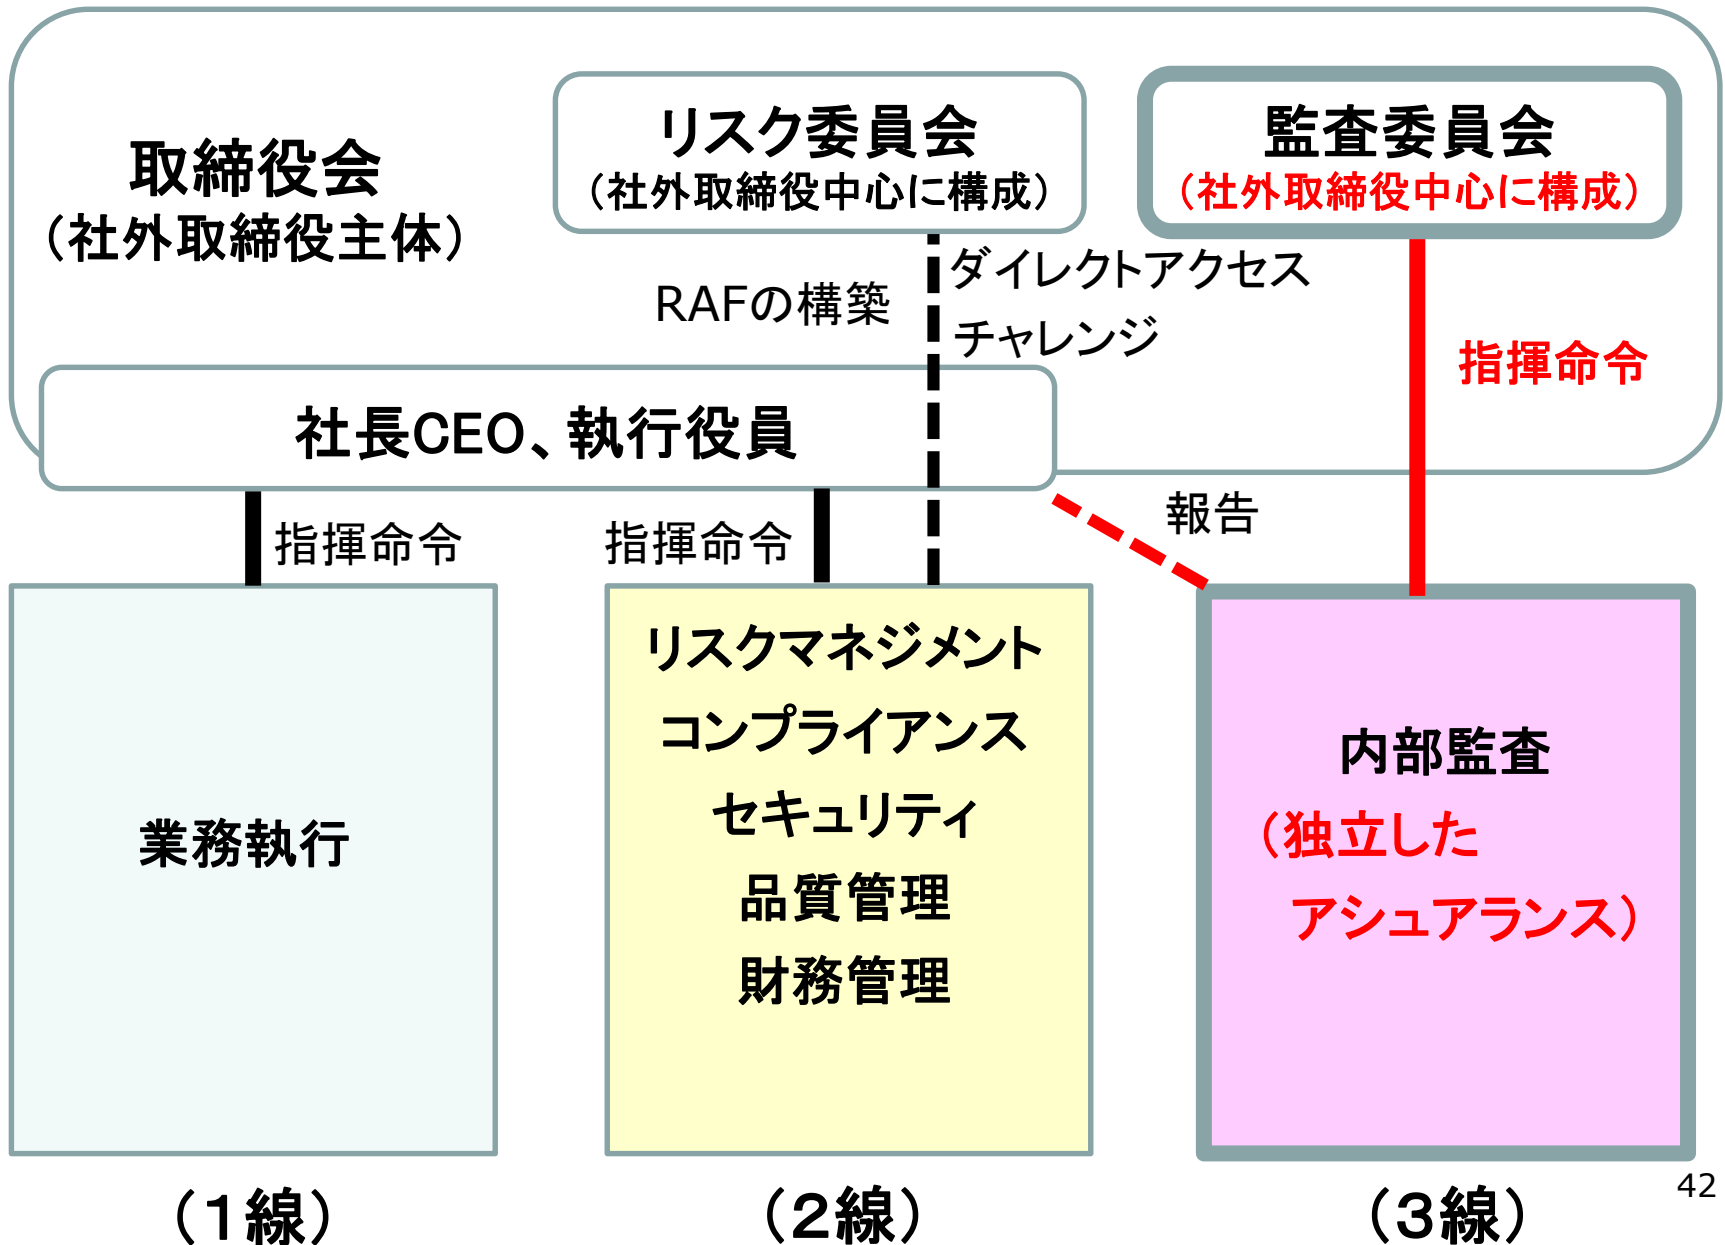 取締役会
(社外取締役主体)
リスク委員会
(社外取締役中心に構成)
監査委員会
(社外取締役中心に構成)
RAFの構築
ダイレクトアクセス
チャレンジ
指揮命令
社長CEO、執行役員
指揮命令
指揮命令
報告
業務執行
リスクマネジメント
コンプライアンス
セキュリティ
品質管理
財務管理
内部監査
(独立した
アシュアランス)
(1線)
(2線)
(3線)
42